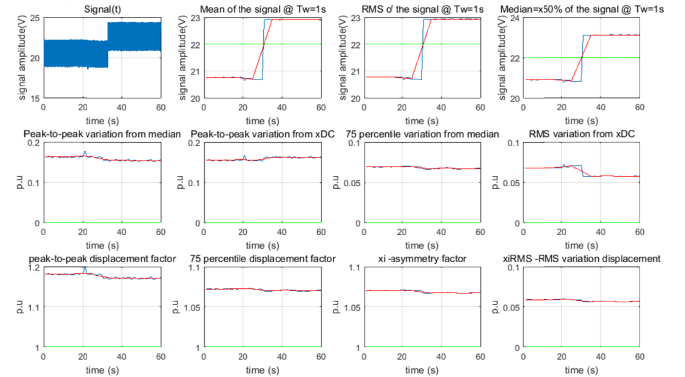 Signal(t)
signal amplitude(V)
25
20
15
0 20 40 60
time (s)
Mean of the signal @ Tw=1s
signal amplitude(V)
23
22
21
20
0 20 40 60
time (s)
RMS of the signal @ Tw=1s
signal amplitude(V)
23
22
21
20
0 20 40 60
time (s)
Median=x50% of the signal @ Tw=1s
signal amplitude(V)
24
22
20
0 20 40 60
time (s)
Peak-to-peak variation from median
p.u
0.2
0.1
0
0 20 40 60
time (s)
Peak-to-peak variation from xDC
p.u
0.2
0.1
0
0 20 40 60
time (s)
75 percentile variation from median
p.u
0.1
0.05
0
0 20 40 60
time (s)
RMS variation from xDC
p.u
0.1
0.05
0
0 20 40 60
time (s)
peak-to-peak displacement factor
p.u
1.2
1.1
1
0 20 40 60
time (s)
75 percentile displacement factor
p.u
1.1
1.05
1
0 20 40 60
time (s)
xi -asymmetry factor
p.u
0.1
0.05
0
0 20 40 60
time (s)
xiRMS -RMS variation displacement
p.u
0.1
0.05
0
0 20 40 60
time (s)